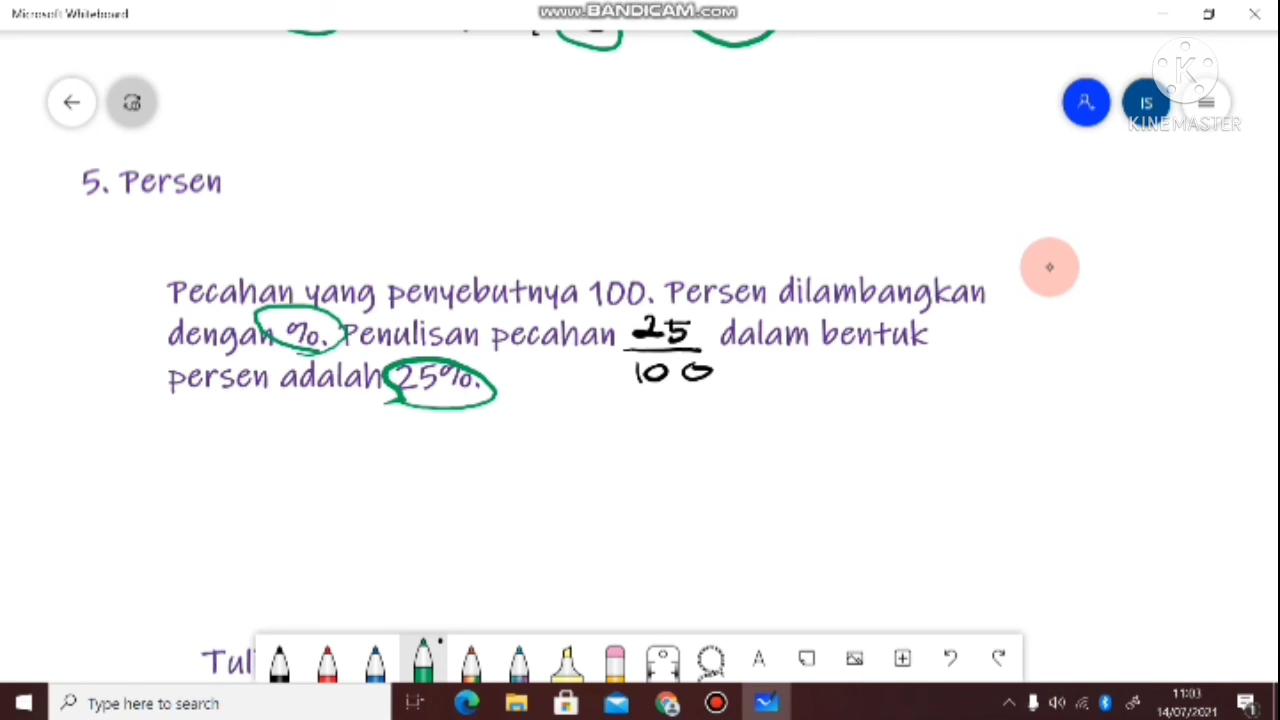 Microsoft Whiteboard
www.BANDICAM.com
IS
K
KINEMASTER
5. Persen
Pecahan yang penyebutnya 100. Persen dilambangkan
dengan %. Penulisan pecahan 25/100 dalam bentuk
persen adalah 25%.
A
Type here to search
11:03
14/07/2021
1